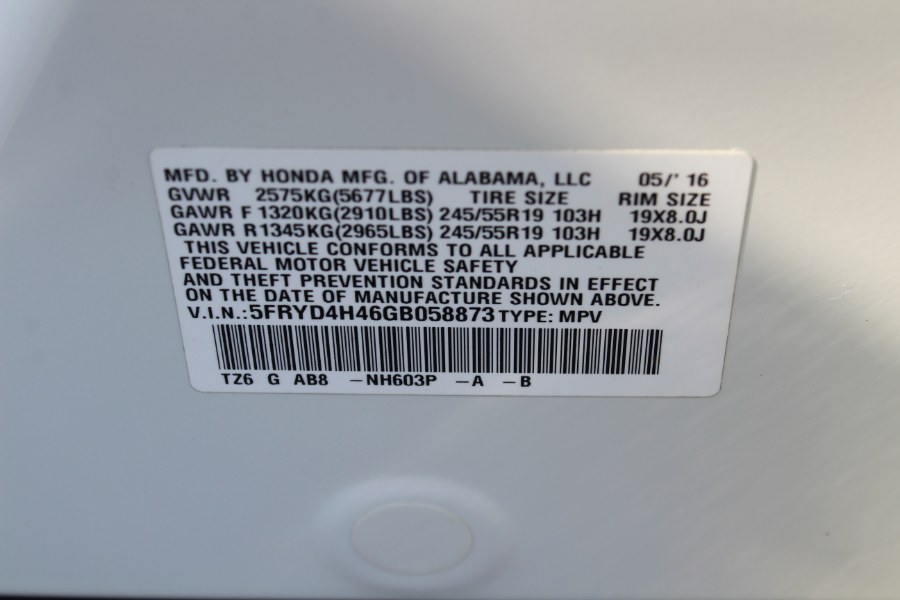 MFD. BY HONDA MFG. OF ALABAMA, LLC 05/' 16
GVWR 2575KG(5677LBS) TIRE SIZE RIM SIZE
GAWR F 1320KG(2910LBS) 245/55R19 103H 19X8.0J
GAWR R 1345KG(2965LBS) 245/55R19 103H 19X8.0J
THIS VEHICLE CONFORMS TO ALL APPLICABLE
FEDERAL MOTOR VEHICLE SAFETY
AND THEFT PREVENTION STANDARDS IN EFFECT
ON THE DATE OF MANUFACTURE SHOWN ABOVE.
V.I.N.:5FRYD4H46GB058873 TYPE: MPV
TZ6 G AB8 –NH603P –A –B